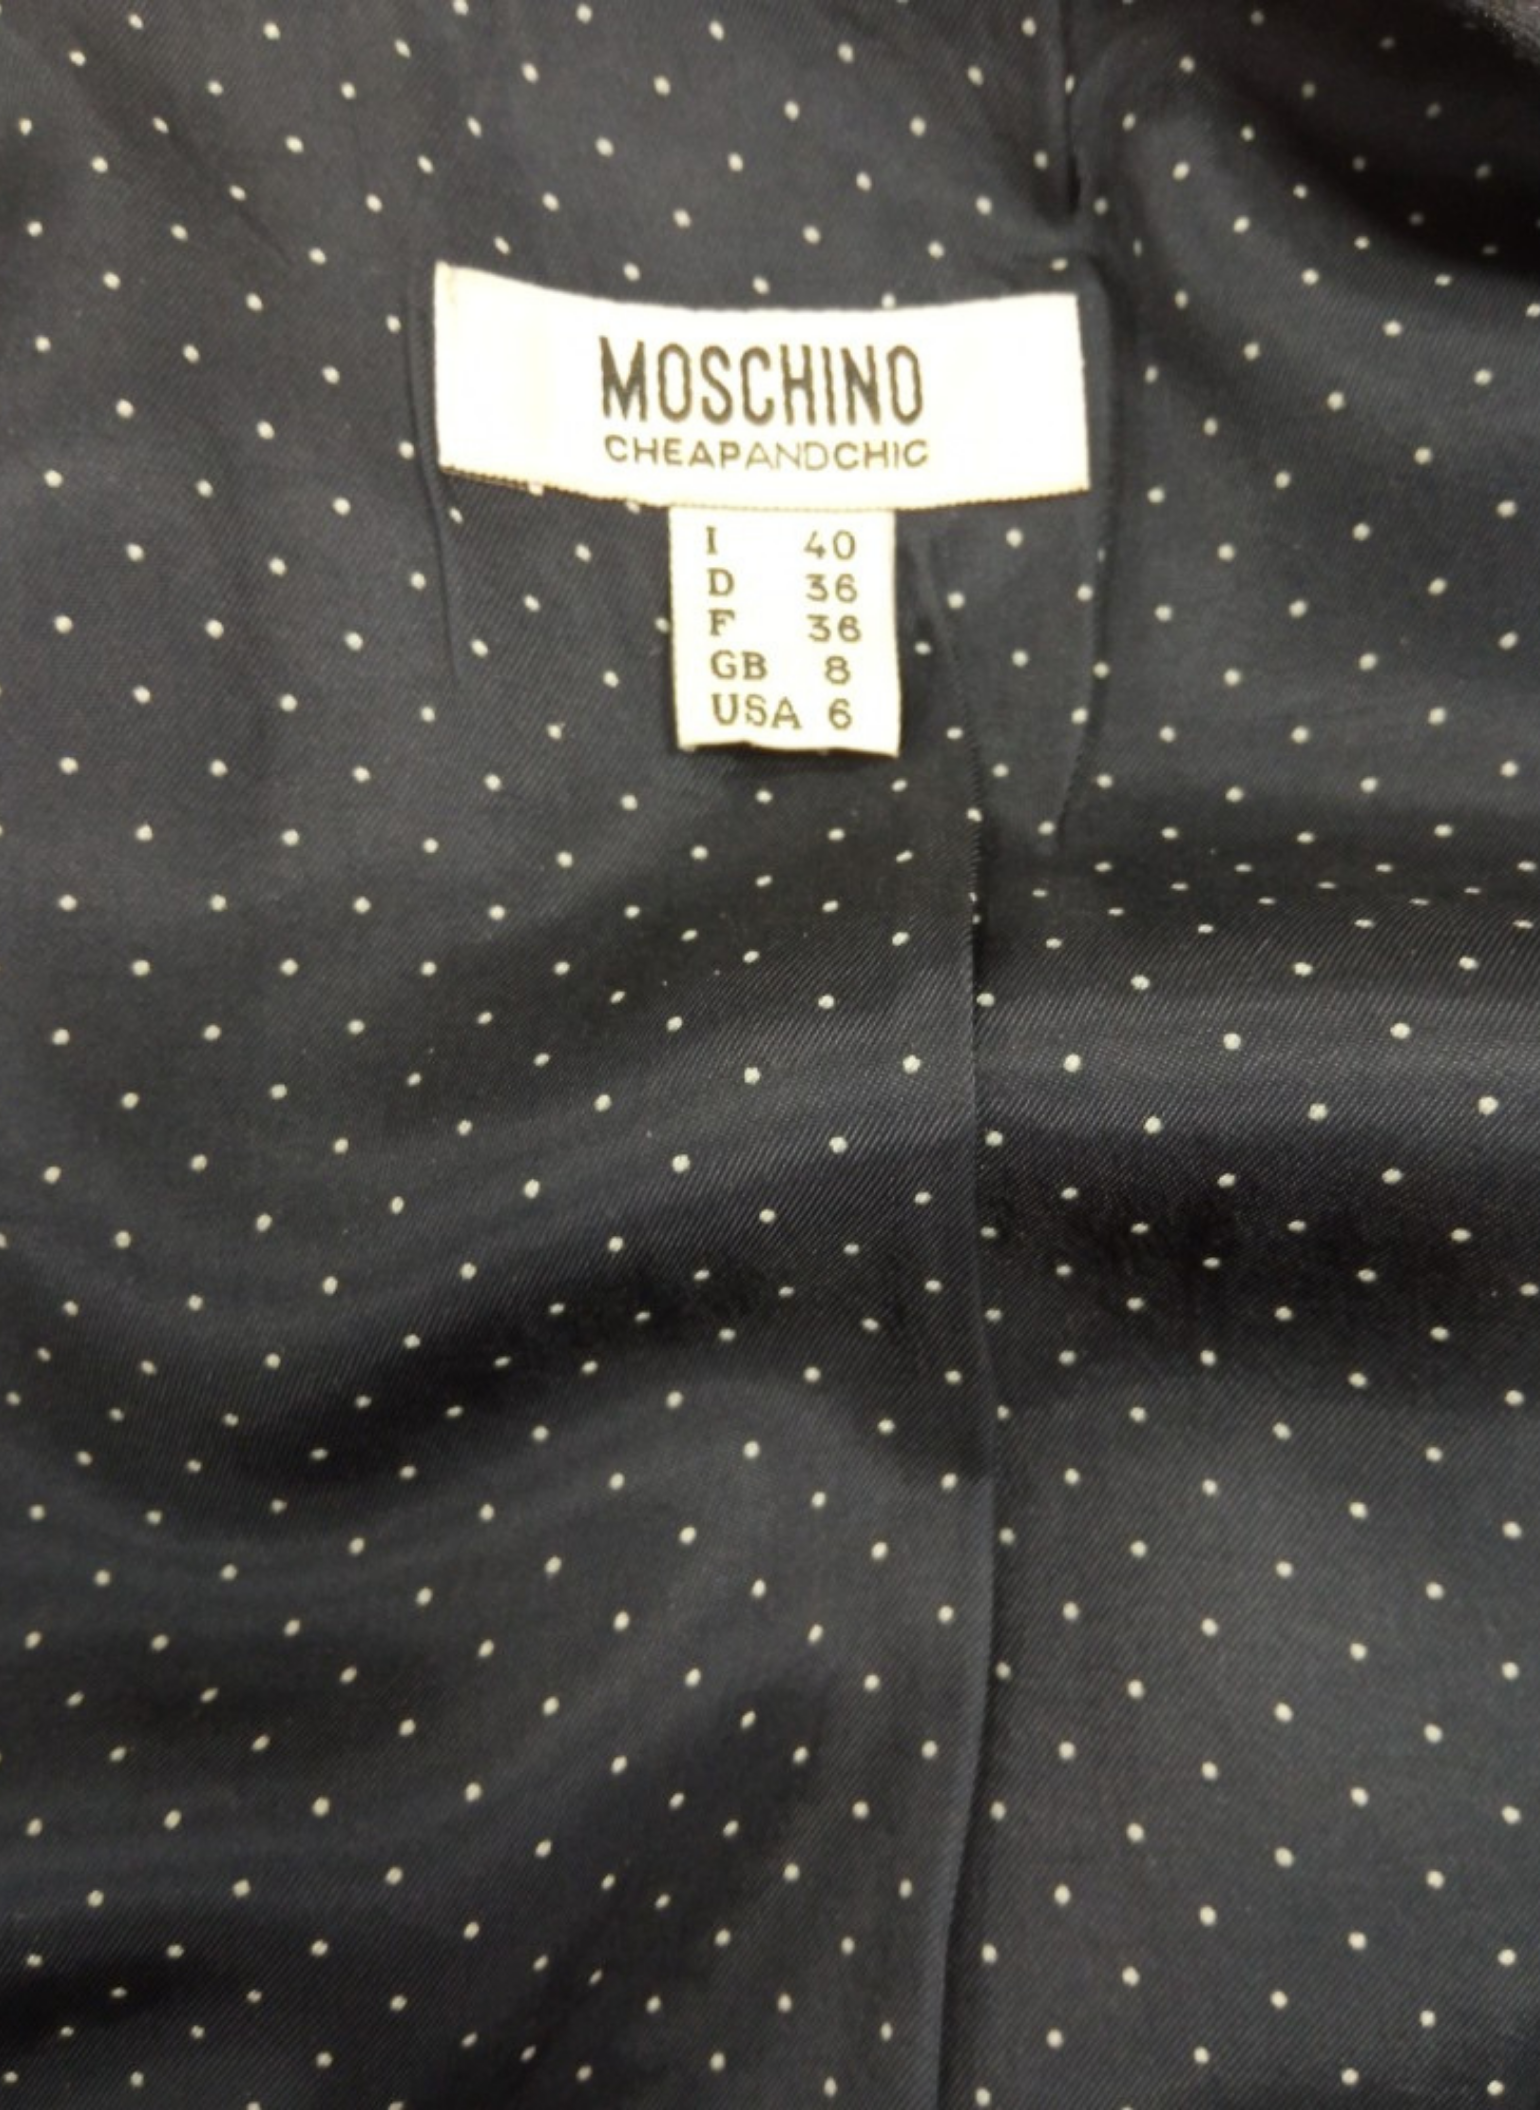 MOSCHINO
CHEAPANDCHIC
I 40
D 36
F 36
GB 8
USA 6